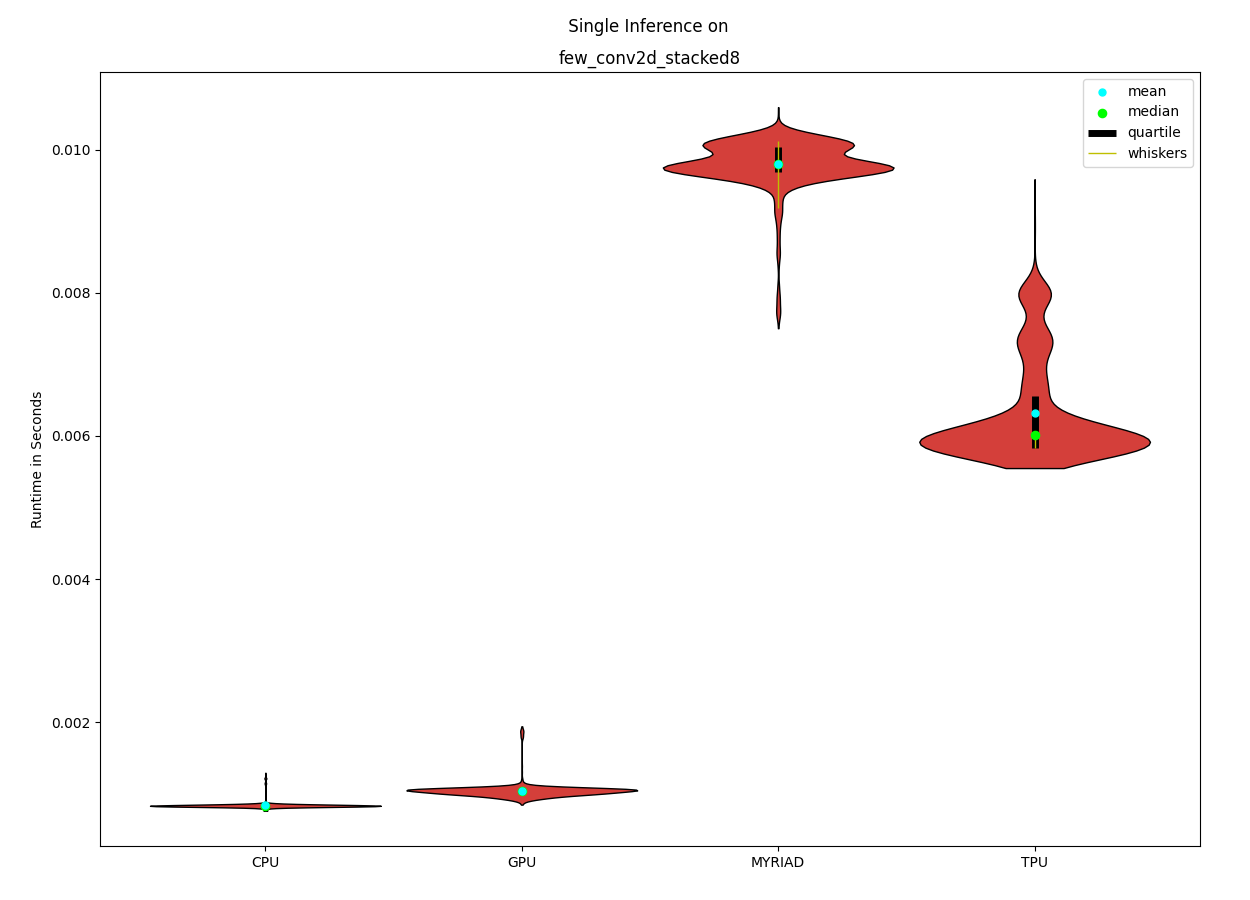 Single Inference on
few_conv2d_stacked8
mean
median
quartile
whiskers
Runtime in Seconds
0.010
0.008
0.006
0.004
0.002
CPU
GPU
MYRIAD
TPU